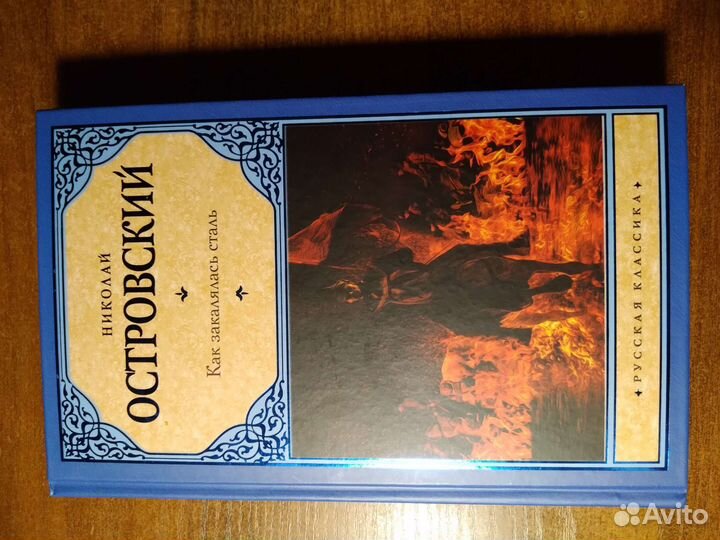 НИКОЛАЙ
ОСТРОВСКИЙ
Как закалялась сталь
РУССКАЯ КЛАССИКА
Avito